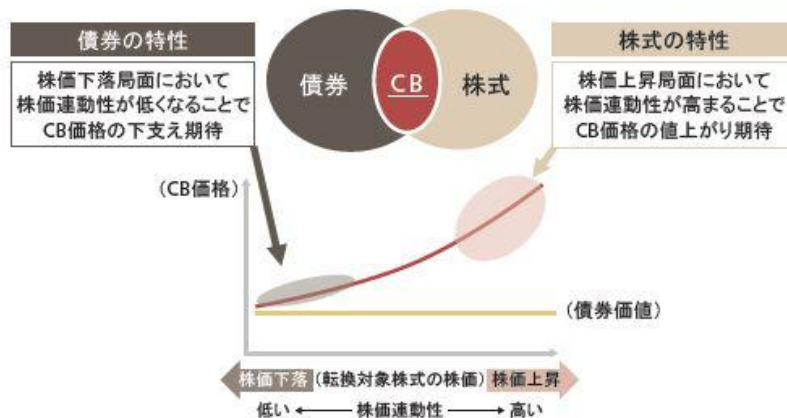 債券の特性
株価下落局面において
株価連動性が低くなることで
CB価格の下支え期待
債券
CB
株式
株式の特性
株価上昇局面において
株価連動性が高まることで
CB価格の値上がり期待
(CB価格)
(債券価値)
株価下落 (転換対象株式の株価) 株価上昇
低い ← 株価連動性 → 高い